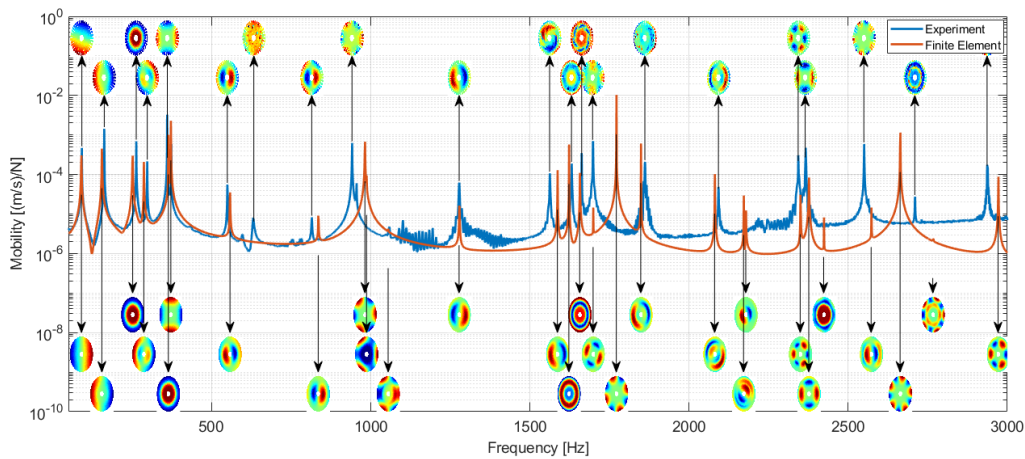 10^0
10^-2
10^-4
10^-6
10^-8
10^-10
Mobility [(m/s)/N]
Experiment
Finite Element
500 1000 1500 2000 2500 3000
Frequency [Hz]